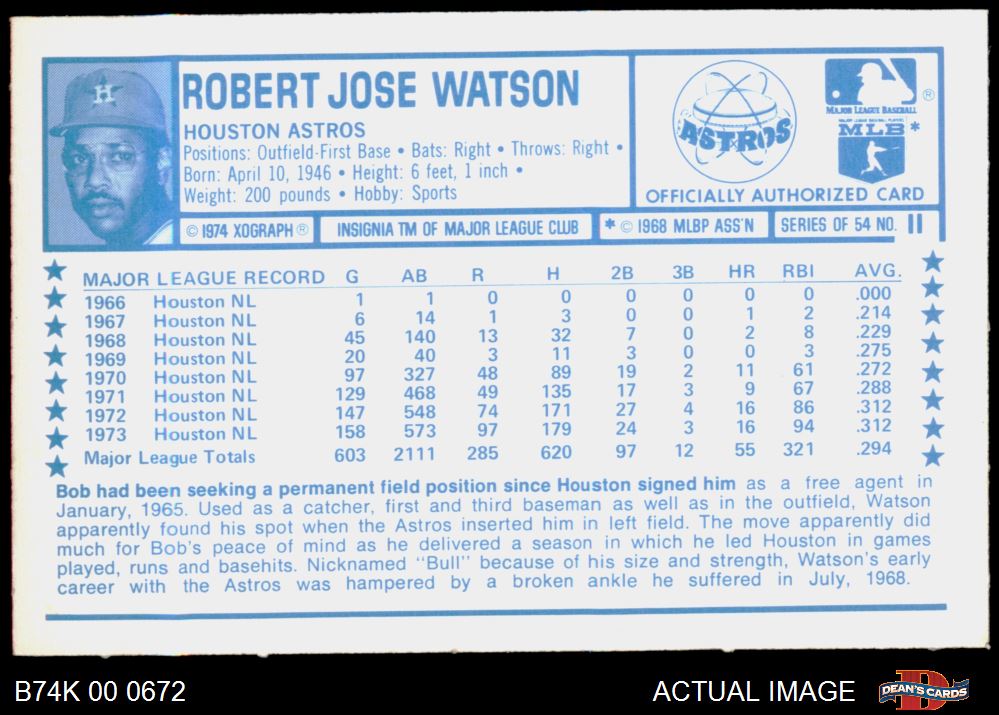 H
ROBERT JOSE WATSON
HOUSTON ASTROS
Positions: Outfield-First Base • Bats: Right • Throws: Right •
Born: April 10, 1946 • Height: 6 feet, 1 inch •
Weight: 200 pounds • Hobby: Sports
ASTROS
®
MAJOR LEAGUE BASEBALL
MAJOR LEAGUE BASEBALL PLAYERS
MLB *
OFFICIALLY AUTHORIZED CARD
© 1974 XOGRAPH ® INSIGNIA TM OF MAJOR LEAGUE CLUB * © 1968 MLBP ASS'N SERIES OF 54 NO. 11
MAJOR LEAGUE RECORD G AB R H 2B 3B HR RBI AVG.
1966 Houston NL 1 1 0 0 0 0 0 0 .000
1967 Houston NL 6 14 1 3 0 0 1 2 .214
1968 Houston NL 45 140 13 32 7 0 2 8 .229
1969 Houston NL 20 40 3 11 3 0 0 3 .275
1970 Houston NL 97 327 48 89 19 2 11 61 .272
1971 Houston NL 129 468 49 135 17 3 9 67 .288
1972 Houston NL 147 548 74 171 27 4 16 86 .312
1973 Houston NL 158 573 97 179 24 3 16 94 .312
Major League Totals 603 2111 285 620 97 12 55 321 .294
Bob had been seeking a permanent field position since Houston signed him as a free agent in
January, 1965. Used as a catcher, first and third baseman as well as in the outfield, Watson
apparently found his spot when the Astros inserted him in left field. The move apparently did
much for Bob's peace of mind as he delivered a season in which he led Houston in games
played, runs and basehits. Nicknamed "Bull" because of his size and strength, Watson's early
career with the Astros was hampered by a broken ankle he suffered in July, 1968.
B74K 00 0672
ACTUAL IMAGE
DEAN'S CARDS